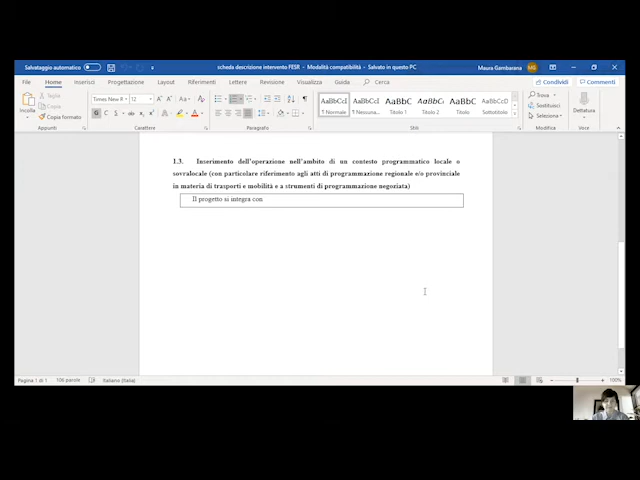 Salvataggio automatico
scheda descrizione intervento FESR - Modalità compatibilità - Salvato in questo PC
Maura Gambarana
MG
File Home Inserisci Progettazione Layout Riferimenti Lettere Revisione Visualizza Guida Cerca
Condividi Commenti
Incolla
Taglia
Copia
Copia formato
Appunti
Times New R 12
G C S
Carattere
Paragrafo
AaBbCcI AaBbCcI AaBbC AaBbCc AaBbC AaBbCcD
¶ Normale ¶ Nessuna... Titolo 1 Titolo 2 Titolo Sottotitolo
Stili
Trova
Sostituisci
Seleziona
Modifica
Dettatura
Voce
1.3. Inserimento dell'operazione nell'ambito di un contesto programmatico locale o
sovralocale (con particolare riferimento agli atti di programmazione regionale e/o provinciale
in materia di trasporti e mobilità e a strumenti di programmazione negoziata)
Il progetto si integra con
Pagina 1 di 1 106 parole Italiano (Italia)
100%